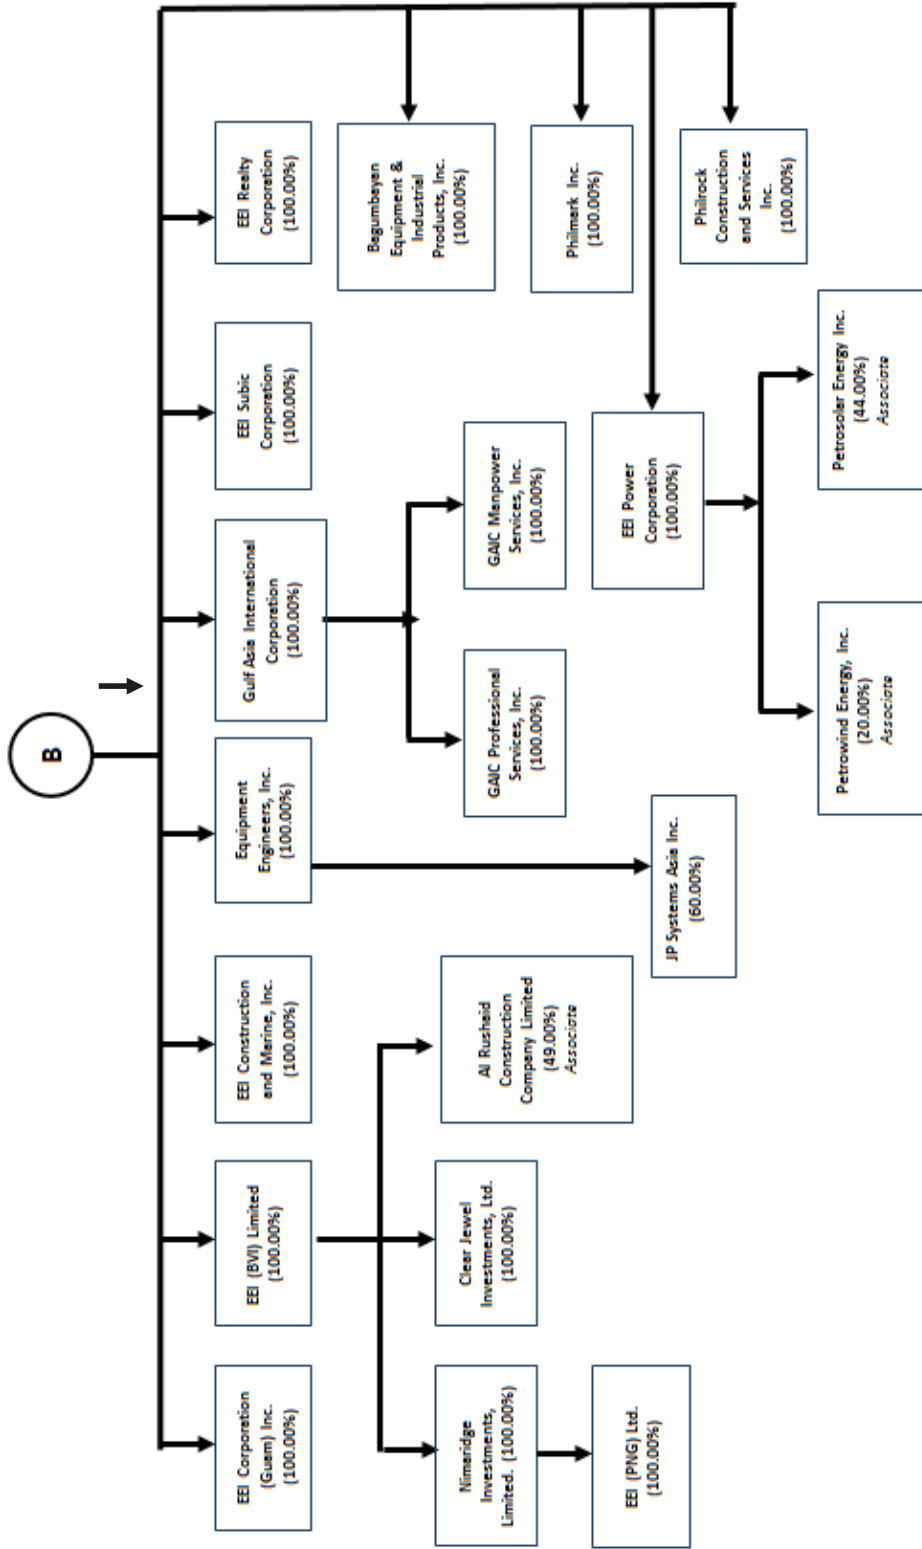 B
EEI Corporation
(Guam) Inc.
(100.00%)
EEI (BVI) Limited
(100.00%)
EEI Construction
and Marine, Inc.
(100.00%)
Equipment
Engineers, Inc.
(100.00%)
Gulf Asia International
Corporation
(100.00%)
EEI Subic
Corporation
(100.00%)
EEI Realty
Corporation
(100.00%)
Bagumbayan
Equipment &
Industrial
Products, Inc.
(100.00%)
Nimaridge
Investments,
Limited. (100.00%)
Clear Jewel
Investments, Ltd.
(100.00%)
Al Rushaid
Construction
Company Limited
(49.00%)
Associate
GAIC Professional
Services, Inc.
(100.00%)
GAIC Manpower
Services, Inc.
(100.00%)
Philmark Inc.
(100.00%)
EEI (PNG) Ltd.
(100.00%)
JP Systems Asia Inc.
(60.00%)
EEI Power
Corporation
(100.00%)
Philrock
Construction
and Services
Inc.
(100.00%)
Petrowind Energy, Inc.
(20.00%)
Associate
Petrosolar Energy Inc.
(44.00%)
Associate